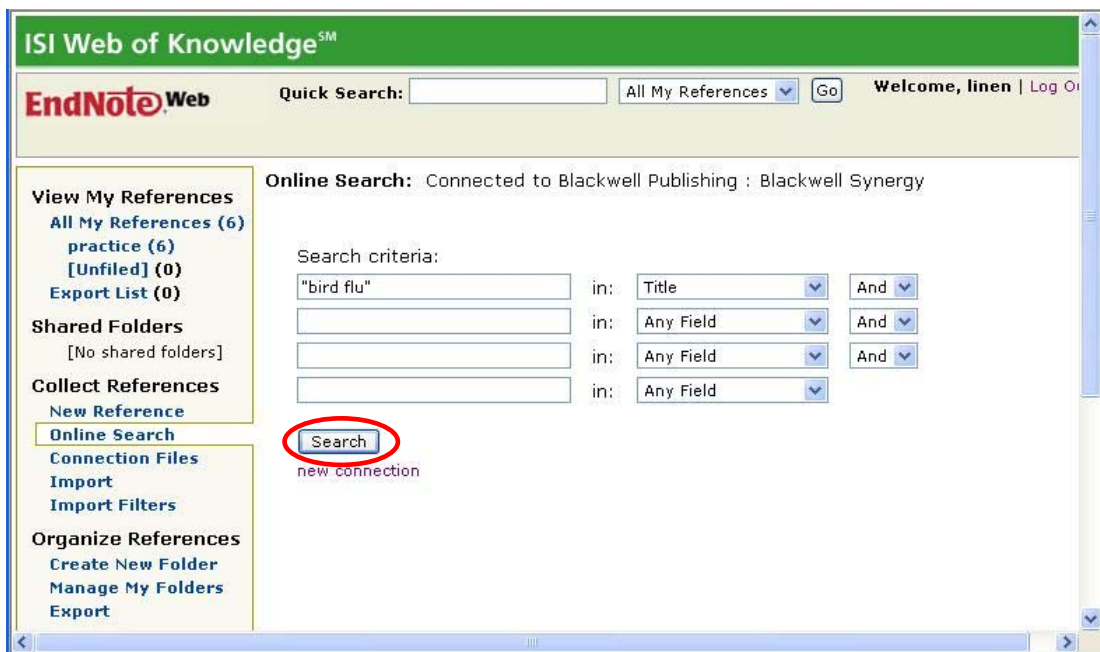 ISI Web of Knowledge℠
EndNote Web
Quick Search: All My References Go Welcome, linen | Log
View My References
All My References (6)
practice (6)
[Unfiled] (0)
Export List (0)
Shared Folders
[No shared folders]
Collect References
New Reference
Online Search
Connection Files
Import
Import Filters
Organize References
Create New Folder
Manage My Folders
Export
Online Search: Connected to Blackwell Publishing : Blackwell Synergy
Search criteria:
"bird flu" in: Title And
in: Any Field And
in: Any Field And
in: Any Field
Search
new connection